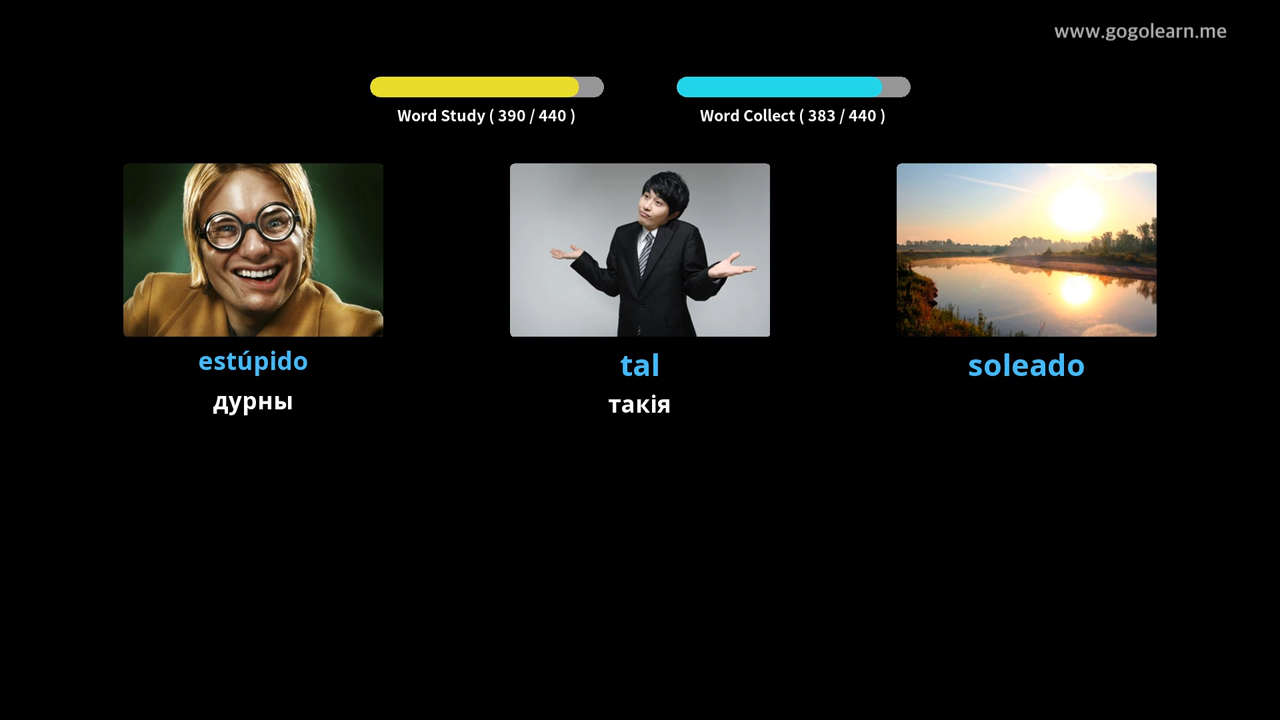 www.gogolearn.me
Word Study ( 390 / 440 )
Word Collect ( 383 / 440 )
estúpido
дурны
tal
такія
soleado